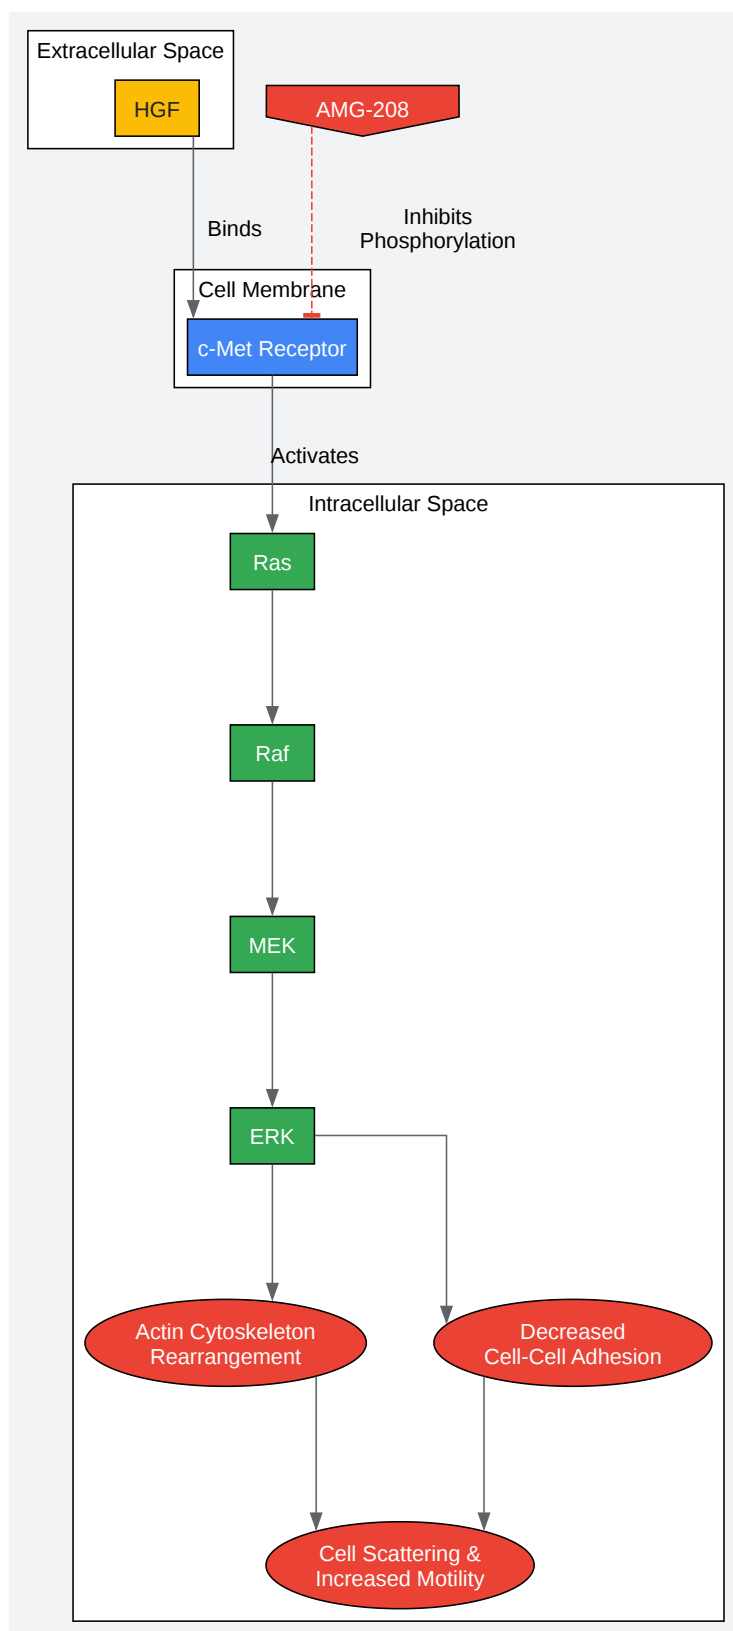 Extracellular Space
HGF
AMG-208
Binds
Inhibits
Phosphorylation
Cell Membrane
c-Met Receptor
Activates
Intracellular Space
Ras
Raf
MEK
ERK
Actin Cytoskeleton
Rearrangement
Decreased
Cell-Cell Adhesion
Cell Scattering &
Increased Motility